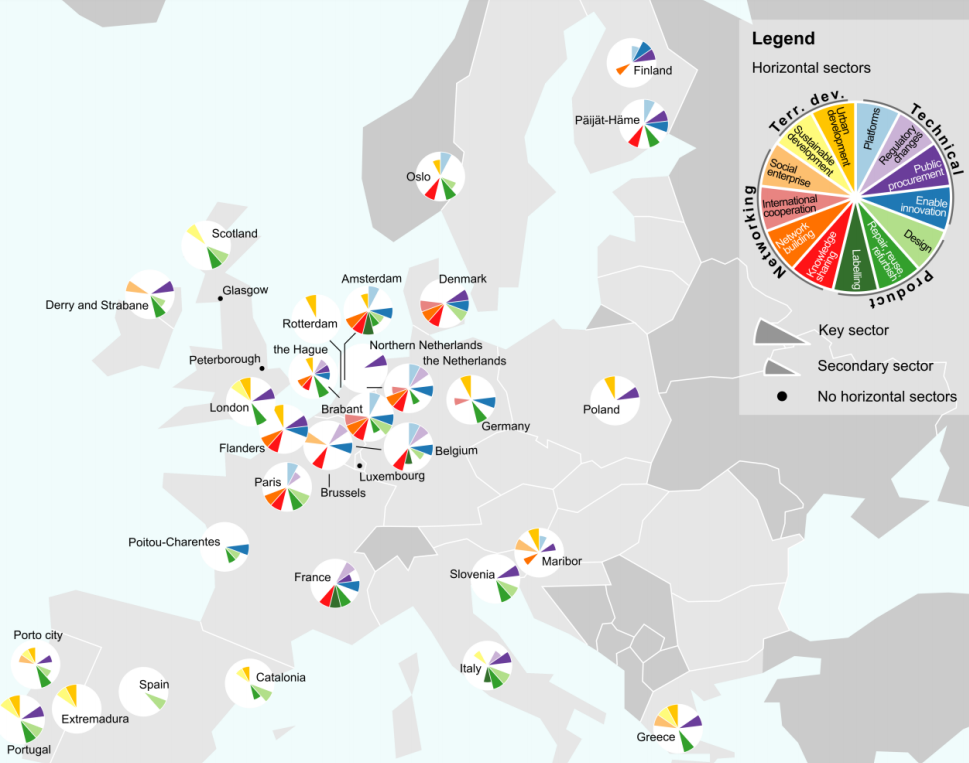 Legend
Horizontal sectors
Terr. dev.
Technical
Networking
Product
Urban
development
Platforms
Regulatory
changes
Public
procurement
Enable
innovation
Design
Repair, reuse,
refurbish
Labelling
Knowledge
sharing
Network
building
International
cooperation
Social
enterprise
Sustainable
development
Key sector
Secondary sector
No horizontal sectors
Finland
Päijät-Häme
Oslo
Scotland
Glasgow
Derry and Strabane
Amsterdam
Denmark
Rotterdam
Northern Netherlands
the Hague
the Netherlands
Peterborough
London
Brabant
Germany
Poland
Flanders
Belgium
Luxembourg
Paris
Brussels
Poitou-Charentes
Maribor
France
Slovenia
Porto city
Italy
Spain
Catalonia
Extremadura
Greece
Portugal